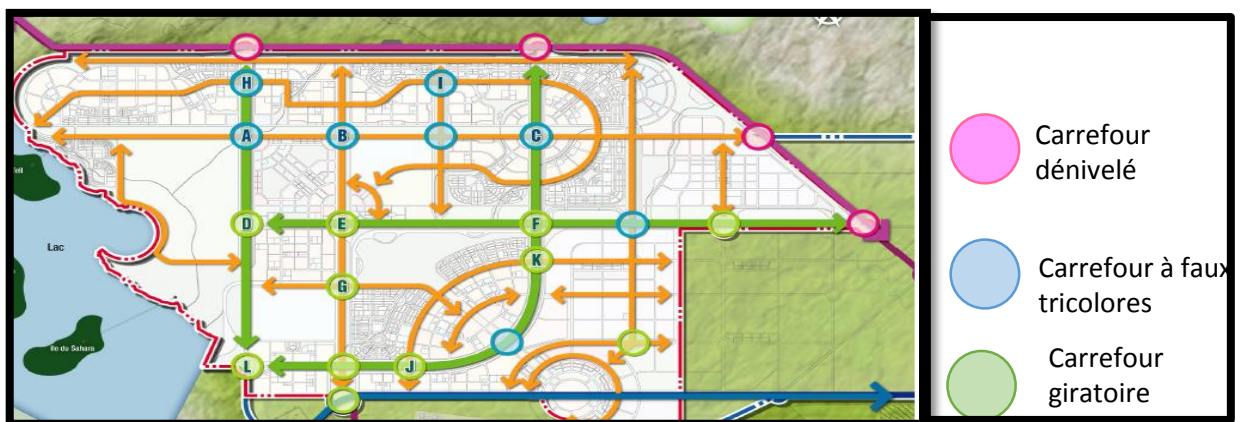 H
I
A
B
C
D
E
F
K
G
Lac
Ile du Sahara
L
J
Carrefour
dénivelé
Carrefour à faux
tricolores
Carrefour
giratoire